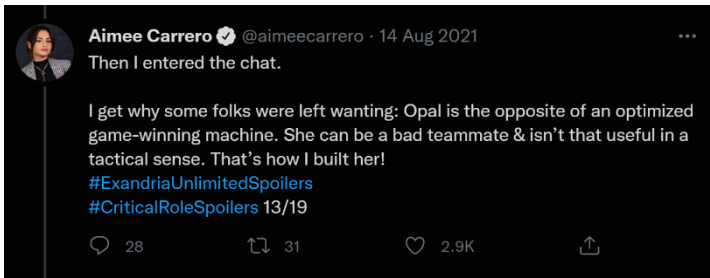 Aimee Carrero @aimeecarrero · 14 Aug 2021
Then I entered the chat.
I get why some folks were left wanting: Opal is the opposite of an optimized
game-winning machine. She can be a bad teammate & isn’t that useful in a
tactical sense. That’s how I built her!
#ExandriaUnlimitedSpoilers
#CriticalRoleSpoilers 13/19
28 31 2.9K